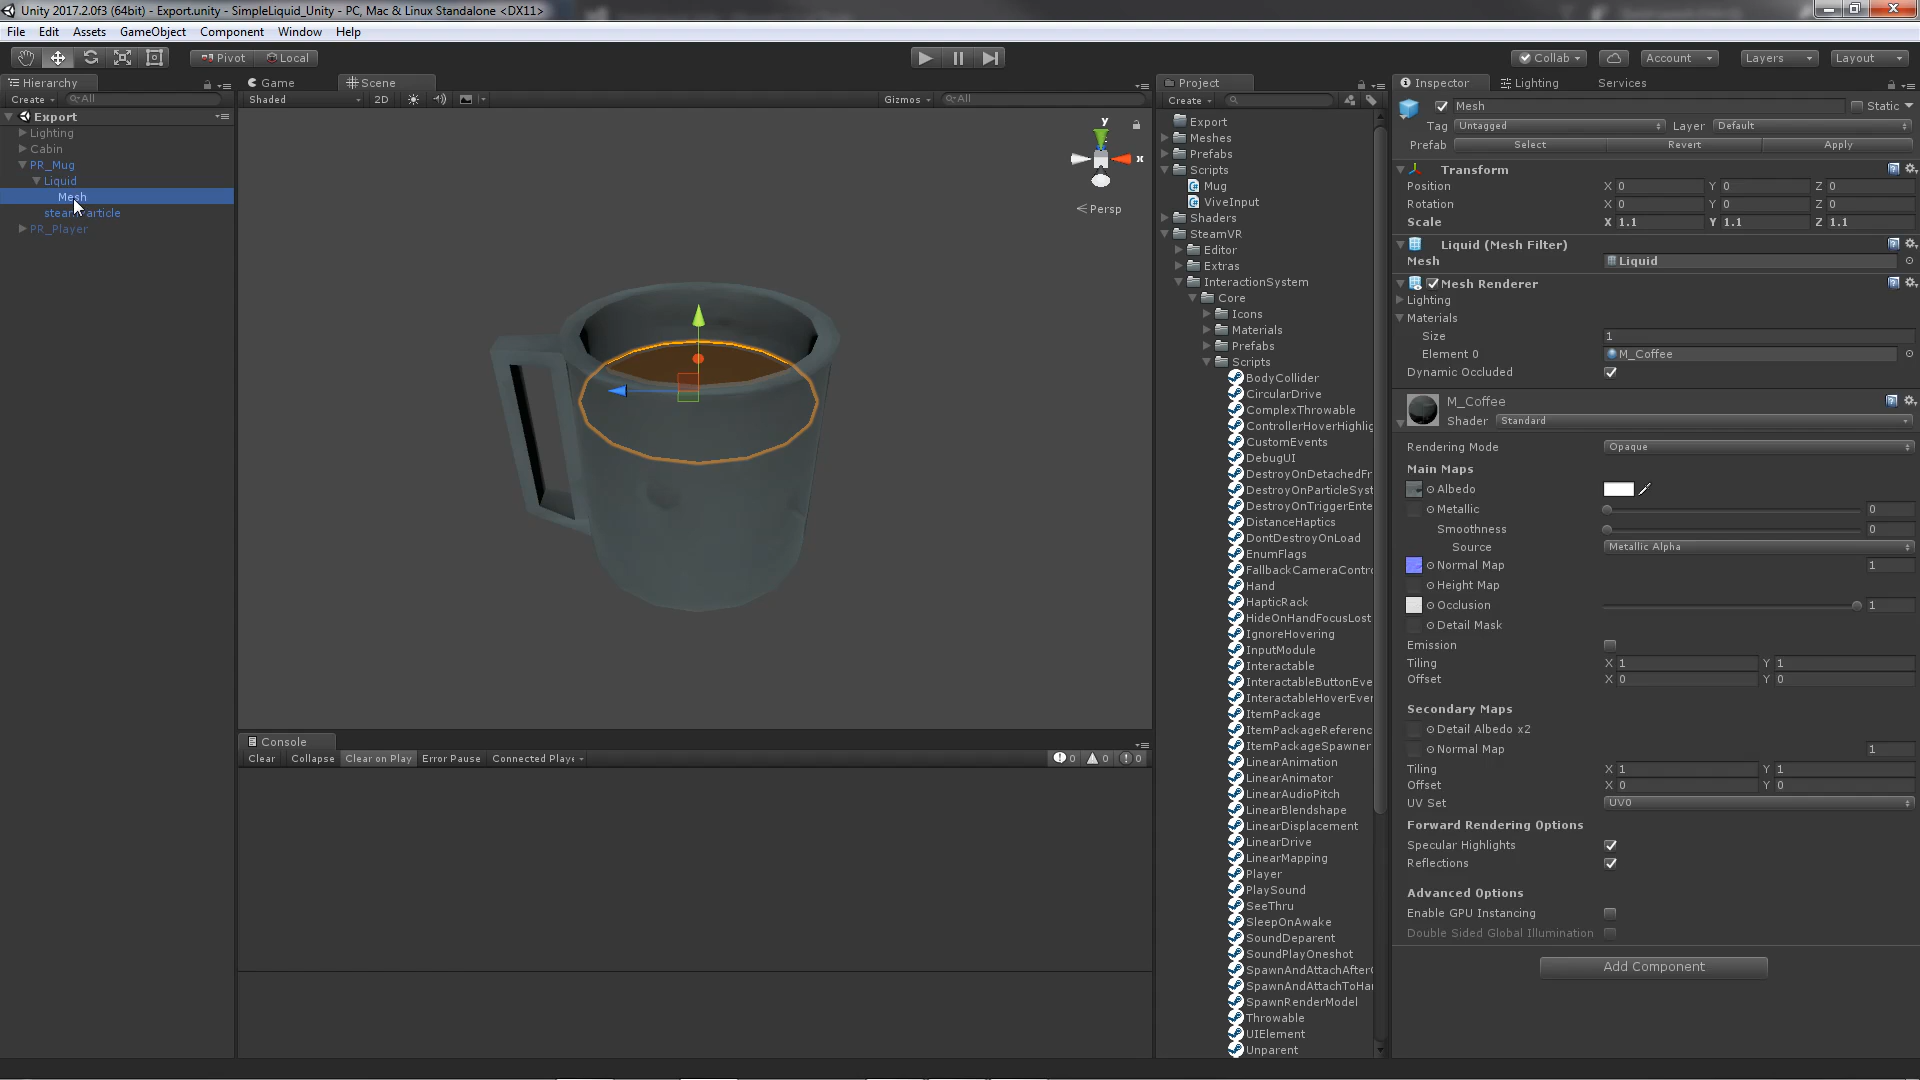 Unity 2017.2.0f3 (64bit) - Export.unity - SimpleLiquid_Unity - PC, Mac & Linux Standalone <DX11>
File Edit Assets GameObject Component Window Help
Pivot Local Collab Account Layers Layout
Hierarchy
Create All
Export
Lighting
Cabin
PR_Mug
Liquid
Mesh
PR_Player
Game Scene
Shaded 2D Gizmos All
y
x
Persp
Console
Clear Collapse Clear on Play Error Pause Connected Playe 0 0 0
Project
Create
Export
Meshes
Prefabs
Scripts
Mug
ViveInput
Shaders
SteamVR
Editor
Extras
InteractionSystem
Core
Icons
Materials
Prefabs
Scripts
BodyCollider
CircularDrive
ComplexThrowable
ControllerHoverHighlig
CustomEvents
DebugUI
DestroyOnDetachedFr
DestroyOnParticleSyst
DestroyOnTriggerEnte
DistanceHaptics
DontDestroyOnLoad
EnumFlags
FallbackCameraContro
Hand
HapticRack
HideOnHandFocusLost
IgnoreHovering
InputModule
Interactable
InteractableButtonEve
InteractableHoverEver
ItemPackage
ItemPackageReferenc
ItemPackageSpawner
LinearAnimation
LinearAnimator
LinearAudioPitch
LinearBlendshape
LinearDisplacement
LinearDrive
LinearMapping
Player
PlaySound
SeeThru
SleepOnAwake
SoundDeparent
SoundPlayOneshot
SpawnAndAttachAfterC
SpawnAndAttachToHa
SpawnRenderModel
Throwable
UIElement
Unparent
Inspector Lighting Services
Mesh Static
Tag Untagged Layer Default
Prefab Select Revert Apply
Transform
Position X 0 Y 0 Z 0
Rotation X 0 Y 0 Z 0
Scale X 1.1 Y 1.1 Z 1.1
Liquid (Mesh Filter)
Mesh Liquid
Mesh Renderer
Lighting
Materials
Size 1
Element 0 M_Coffee
Dynamic Occluded
M_Coffee
Shader Standard
Rendering Mode Opaque
Main Maps
Albedo
Metallic 0
Smoothness 0
Source Metallic Alpha
Normal Map 1
Height Map
Occlusion 1
Detail Mask
Emission
Tiling X 1 Y 1
Offset X 0 Y 0
Secondary Maps
Detail Albedo x2
Normal Map 1
Tiling X 1 Y 1
Offset X 0 Y 0
UV Set UV0
Forward Rendering Options
Specular Highlights
Reflections
Advanced Options
Enable GPU Instancing
Double Sided Global Illumination
Add Component